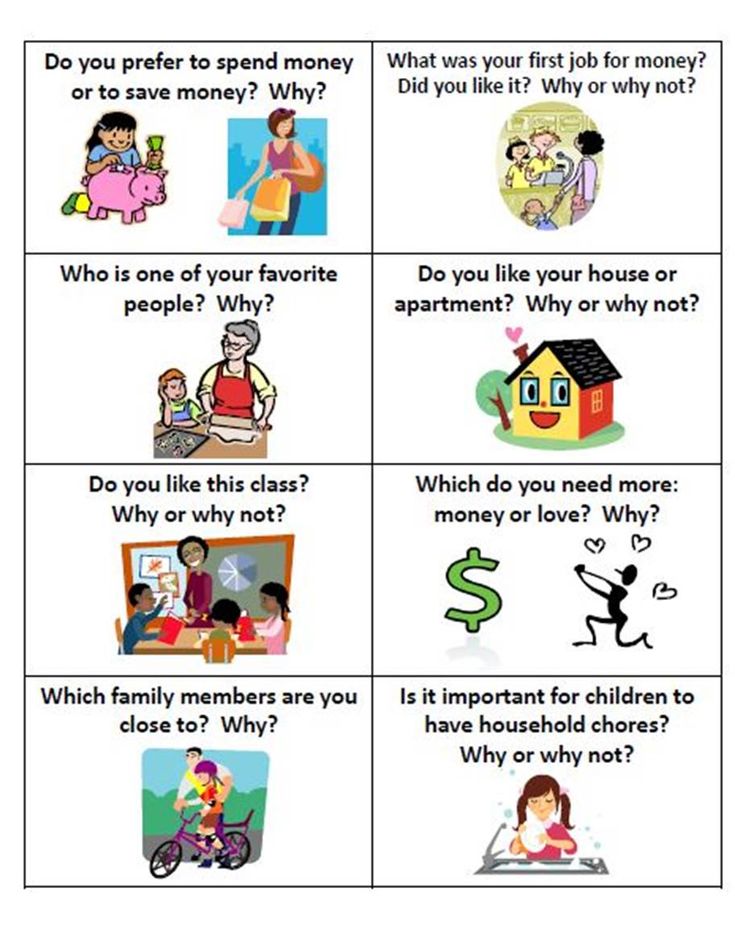 Do you prefer to spend money
or to save money?  Why?
What was your first job for money?
Did you like it?  Why or why not?
Who is one of your favorite
people?  Why?
Do you like your house or
apartment?  Why or why not?
Do you like this class?
Why or why not?
Which do you need more:
money or love?  Why?
$
Which family members are you
close to?  Why?
Is it important for children to
have household chores?
Why or why not?